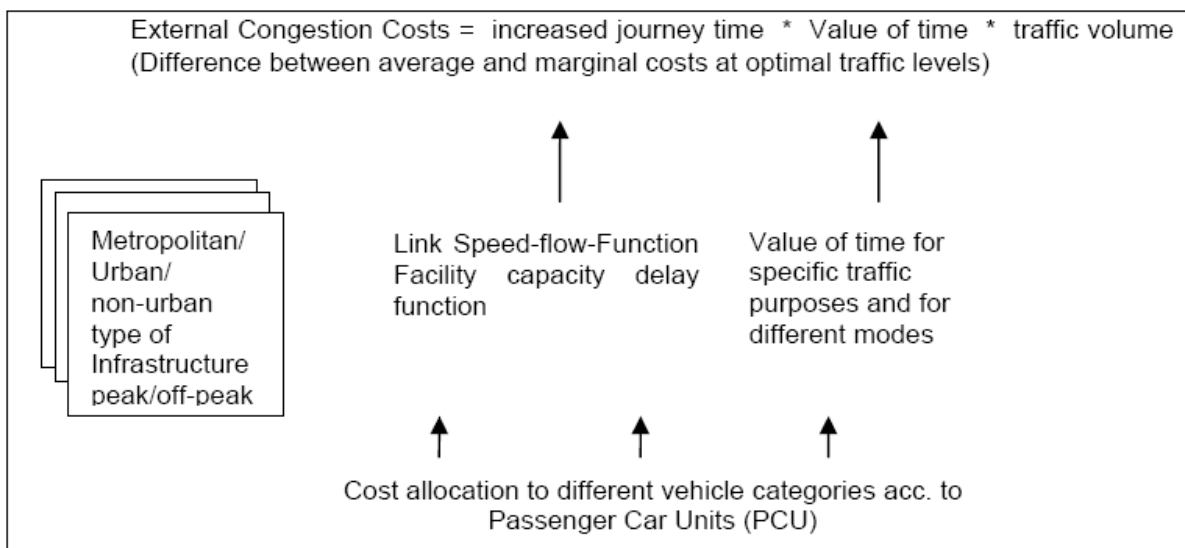 External Congestion Costs = increased journey time * Value of time * traffic volume
(Difference between average and marginal costs at optimal traffic levels)
Metropolitan/
Urban/
non-urban
type of
Infrastructure
peak/off-peak
Link Speed-flow-Function
Facility capacity delay
function
Value of time for
specific traffic
purposes and for
different modes
Cost allocation to different vehicle categories acc. to
Passenger Car Units (PCU)